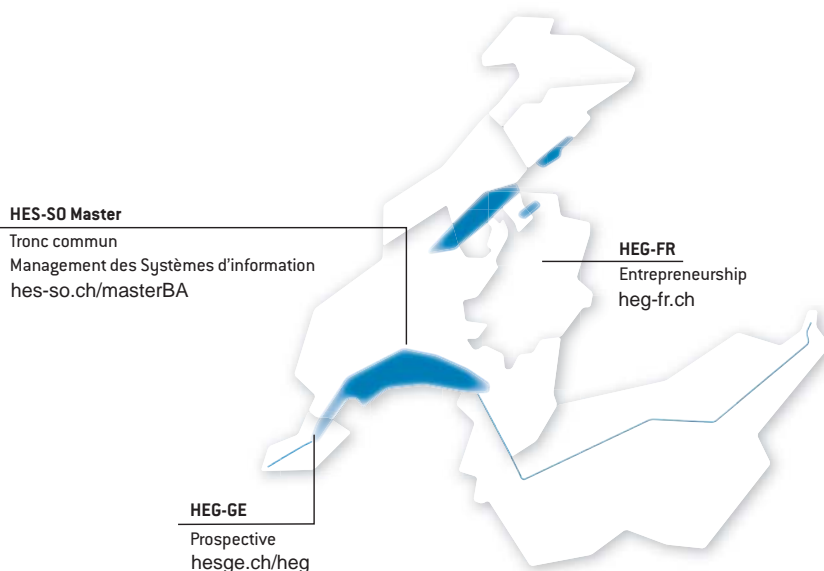 HES-SO Master
Tronc commun
Management des Systèmes d'information
hes-so.ch/masterBA
HEG-FR
Entrepreneurship
heg-fr.ch
HEG-GE
Prospective
hesge.ch/heg